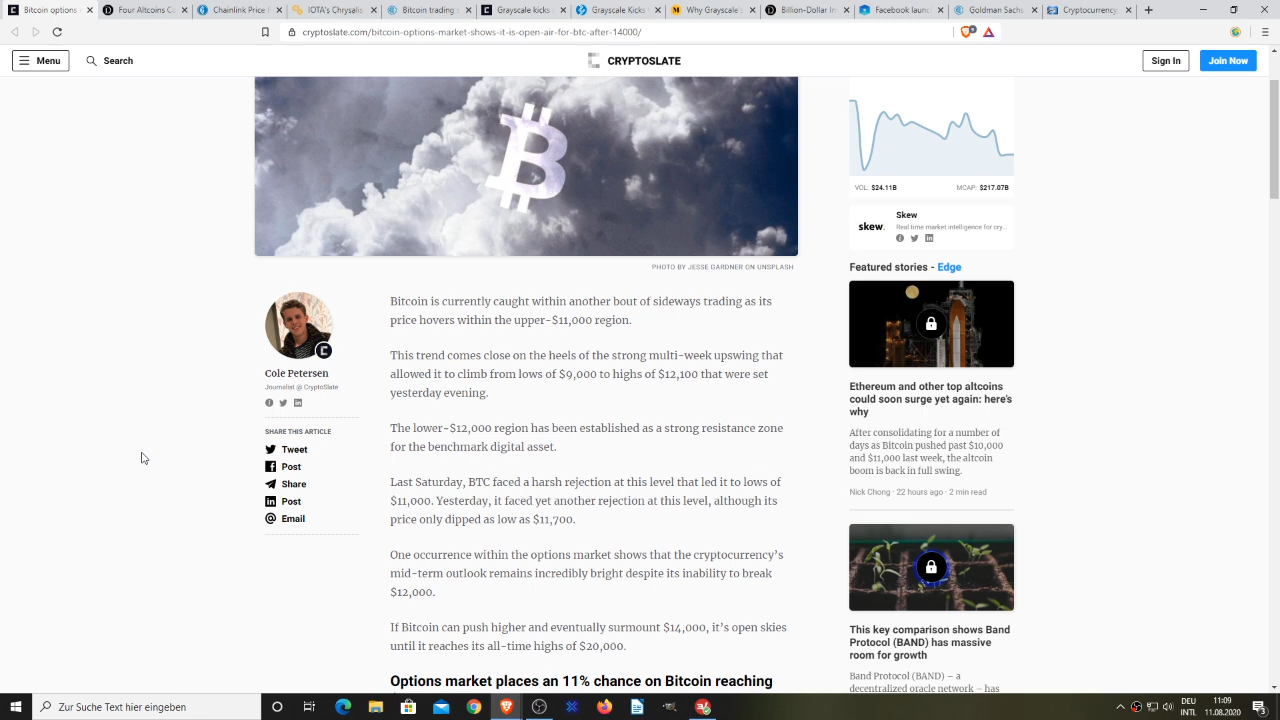 Bitcoin options
Four Altcoins C
Chainlink Price
IOTA's Chrysalis
Bitcoin trading
Grayscale
Grayscale kicks
Why Grayscale
Billion-Dollar In
Facebook
Goldman Sachs
Cryptocurrency
cryptoslate.com/bitcoin-options-market-shows-it-is-open-air-for-btc-after-14000/
Menu
Search
CRYPTOSLATE
Sign In
Join Now
VOL: $24.11B MCAP: $217.07B
skew.
Skew
Real time market intelligence for cry...
PHOTO BY JESSE GARDNER ON UNSPLASH
Cole Petersen
Journalist @ CryptoSlate
SHARE THIS ARTICLE
Tweet
Post
Share
Post
Email
Bitcoin is currently caught within another bout of sideways trading as its
price hovers within the upper-$11,000 region.
This trend comes close on the heels of the strong multi-week upswing that
allowed it to climb from lows of $9,000 to highs of $12,100 that were set
yesterday evening.
The lower-$12,000 region has been established as a strong resistance zone
for the benchmark digital asset.
Last Saturday, BTC faced a harsh rejection at this level that led it to lows of
$11,000. Yesterday, it faced yet another rejection at this level, although its
price only dipped as low as $11,700.
One occurrence within the options market shows that the cryptocurrency's
mid-term outlook remains incredibly bright despite its inability to break
$12,000.
If Bitcoin can push higher and eventually surmount $14,000, it's open skies
until it reaches its all-time highs of $20,000.
Options market places an 11% chance on Bitcoin reaching
Featured stories - Edge
Ethereum and other top altcoins
could soon surge yet again: here's
why
After consolidating for a number of
days as Bitcoin pushed past $10,000
and $11,000 last week, the altcoin
boom is back in full swing.
Nick Chong · 22 hours ago · 2 min read
This key comparison shows Band
Protocol (BAND) has massive
room for growth
Band Protocol (BAND) – a
decentralized oracle network – has
Zur Suche Text hier eingeben
DEU
INTL
11:09
11.08.2020